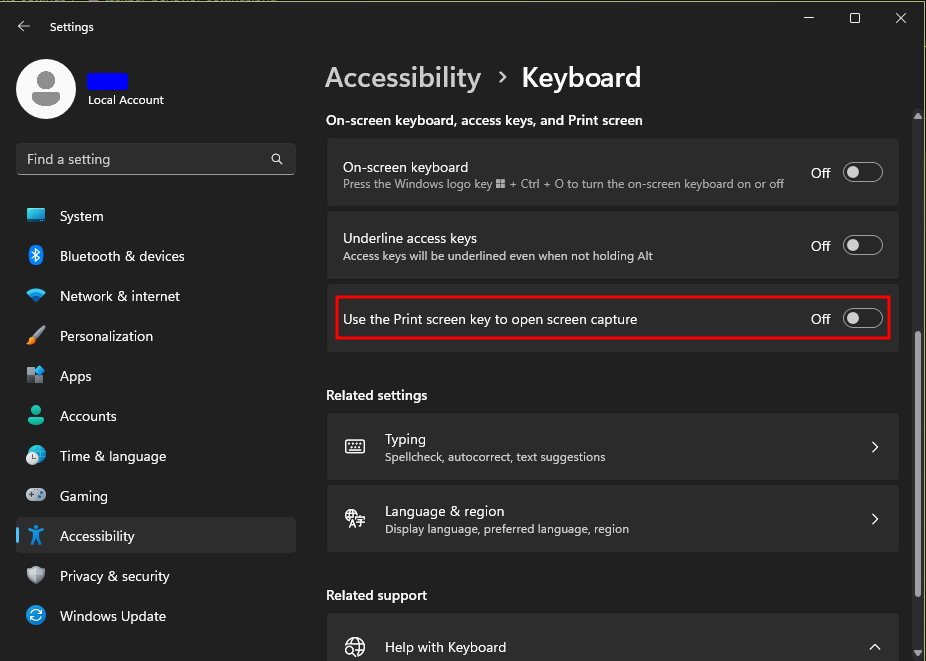 Settings
Local Account
Find a setting
System
Bluetooth & devices
Network & internet
Personalization
Apps
Accounts
Time & language
Gaming
Accessibility
Privacy & security
Windows Update
Accessibility > Keyboard
On-screen keyboard, access keys, and Print screen
On-screen keyboard
Press the Windows logo key + Ctrl + O to turn the on-screen keyboard on or off
Off
Underline access keys
Access keys will be underlined even when not holding Alt
Off
Use the Print screen key to open screen capture
Off
Related settings
Typing
Spellcheck, autocorrect, text suggestions
Language & region
Display language, preferred language, region
Related support
Help with Keyboard